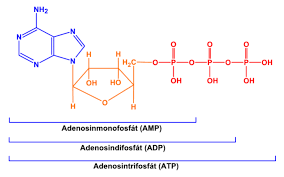 NH₂
N N
N N
H H H₂C O P O P O P OH
O O O
OH OH OH
OH OH
H O H
Adenosinmonofosfát (AMP)
Adenosindifosfát (ADP)
Adenosintrifosfát (ATP)